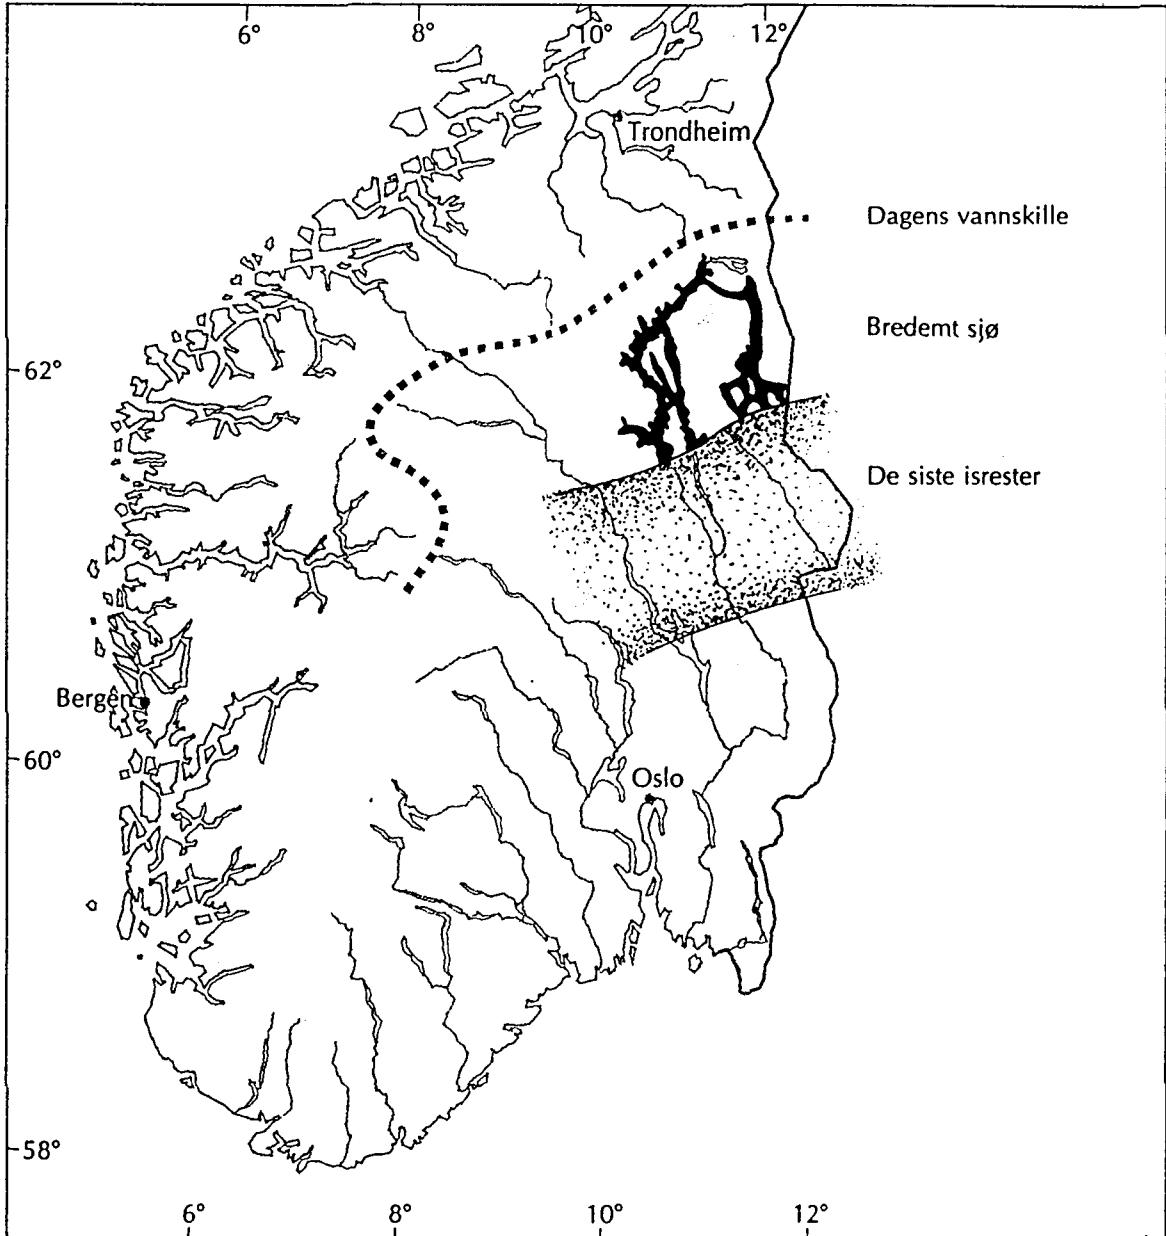 6° 8° 10° 12°
Trondheim
Dagens vannskille
Bredemt sjø
62°
De siste isrester
Bergen
60°
Oslo
58°
6° 8° 10° 12°